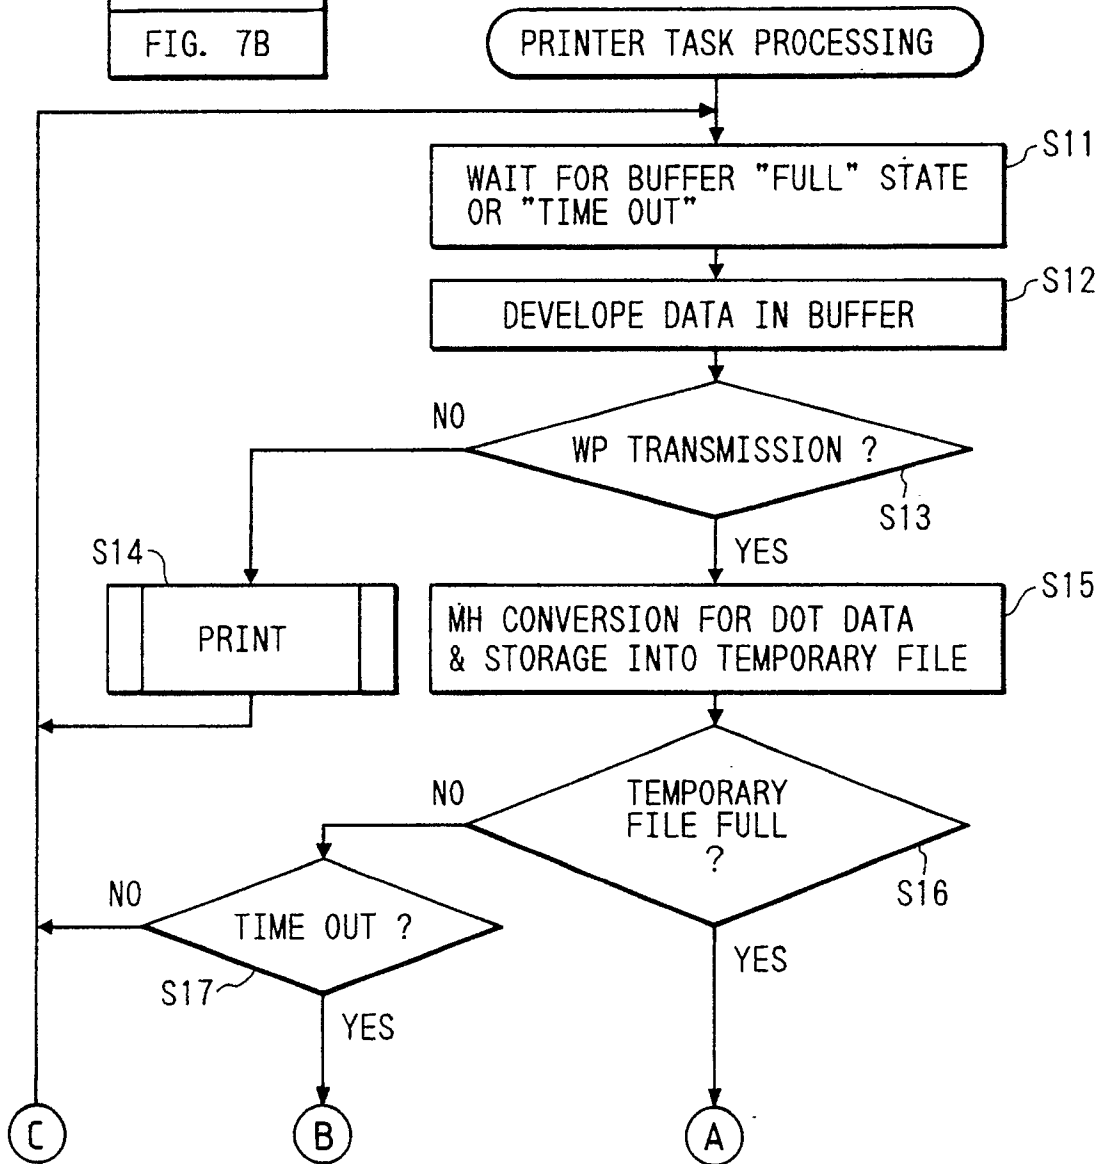 FIG. 7B
PRINTER TASK PROCESSING
S11
WAIT FOR BUFFER "FULL" STATE
OR "TIME OUT"
S12
DEVELOPE DATA IN BUFFER
NO
WP TRANSMISSION ?
S13
YES
S14
PRINT
S15
MH CONVERSION FOR DOT DATA
& STORAGE INTO TEMPORARY FILE
NO
TEMPORARY
FILE FULL
?
S16
YES
NO
TIME OUT ?
S17
YES
C
B
A